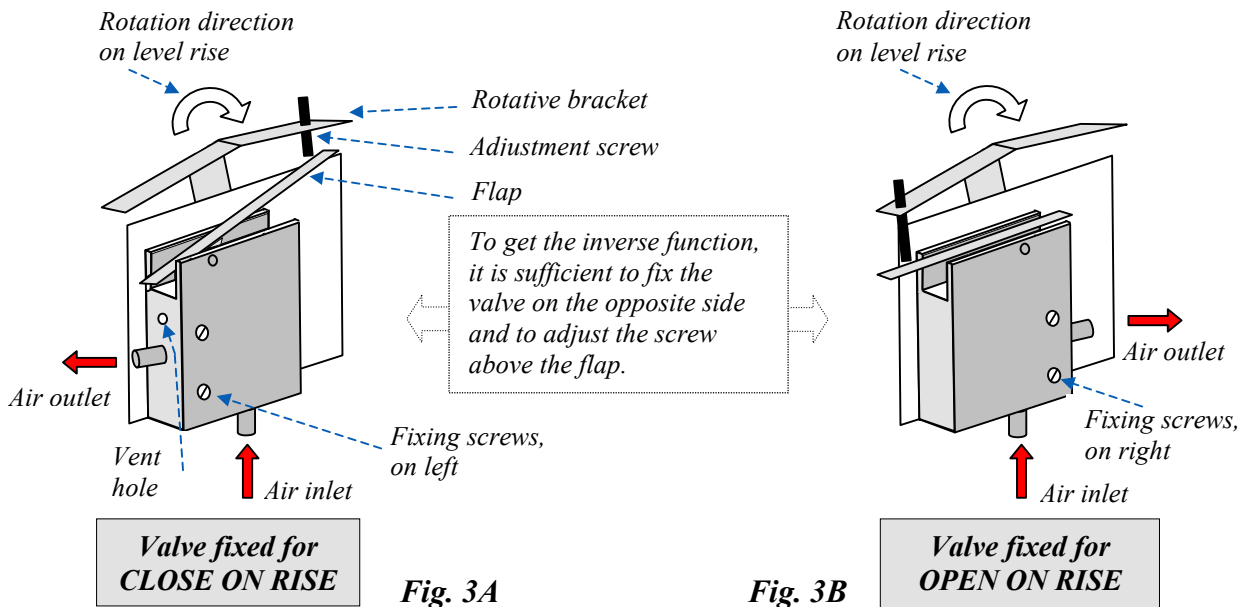 Rotation direction
on level rise
Rotative bracket
Adjustment screw
Flap
Air outlet
Vent
hole
Fixing screws,
on left
Air inlet
Valve fixed for
CLOSE ON RISE
Fig. 3A
To get the inverse function,
it is sufficient to fix the
valve on the opposite side
and to adjust the screw
above the flap.
Rotation direction
on level rise
Air outlet
Fixing screws,
on right
Air inlet
Fig. 3B
Valve fixed for
OPEN ON RISE